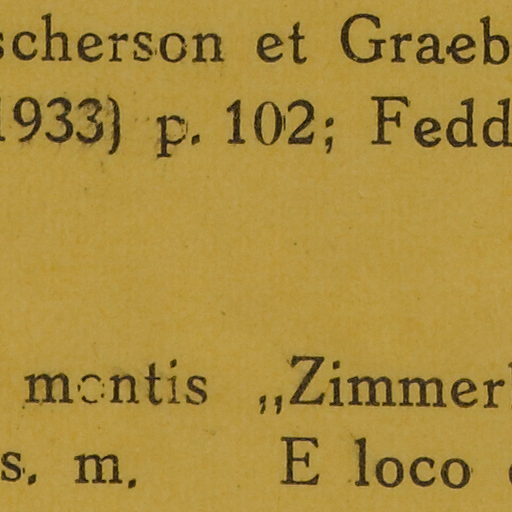 scherson et Graeb
1933) p. 102; Fedd
montis „Zimmer
s. m. E loco